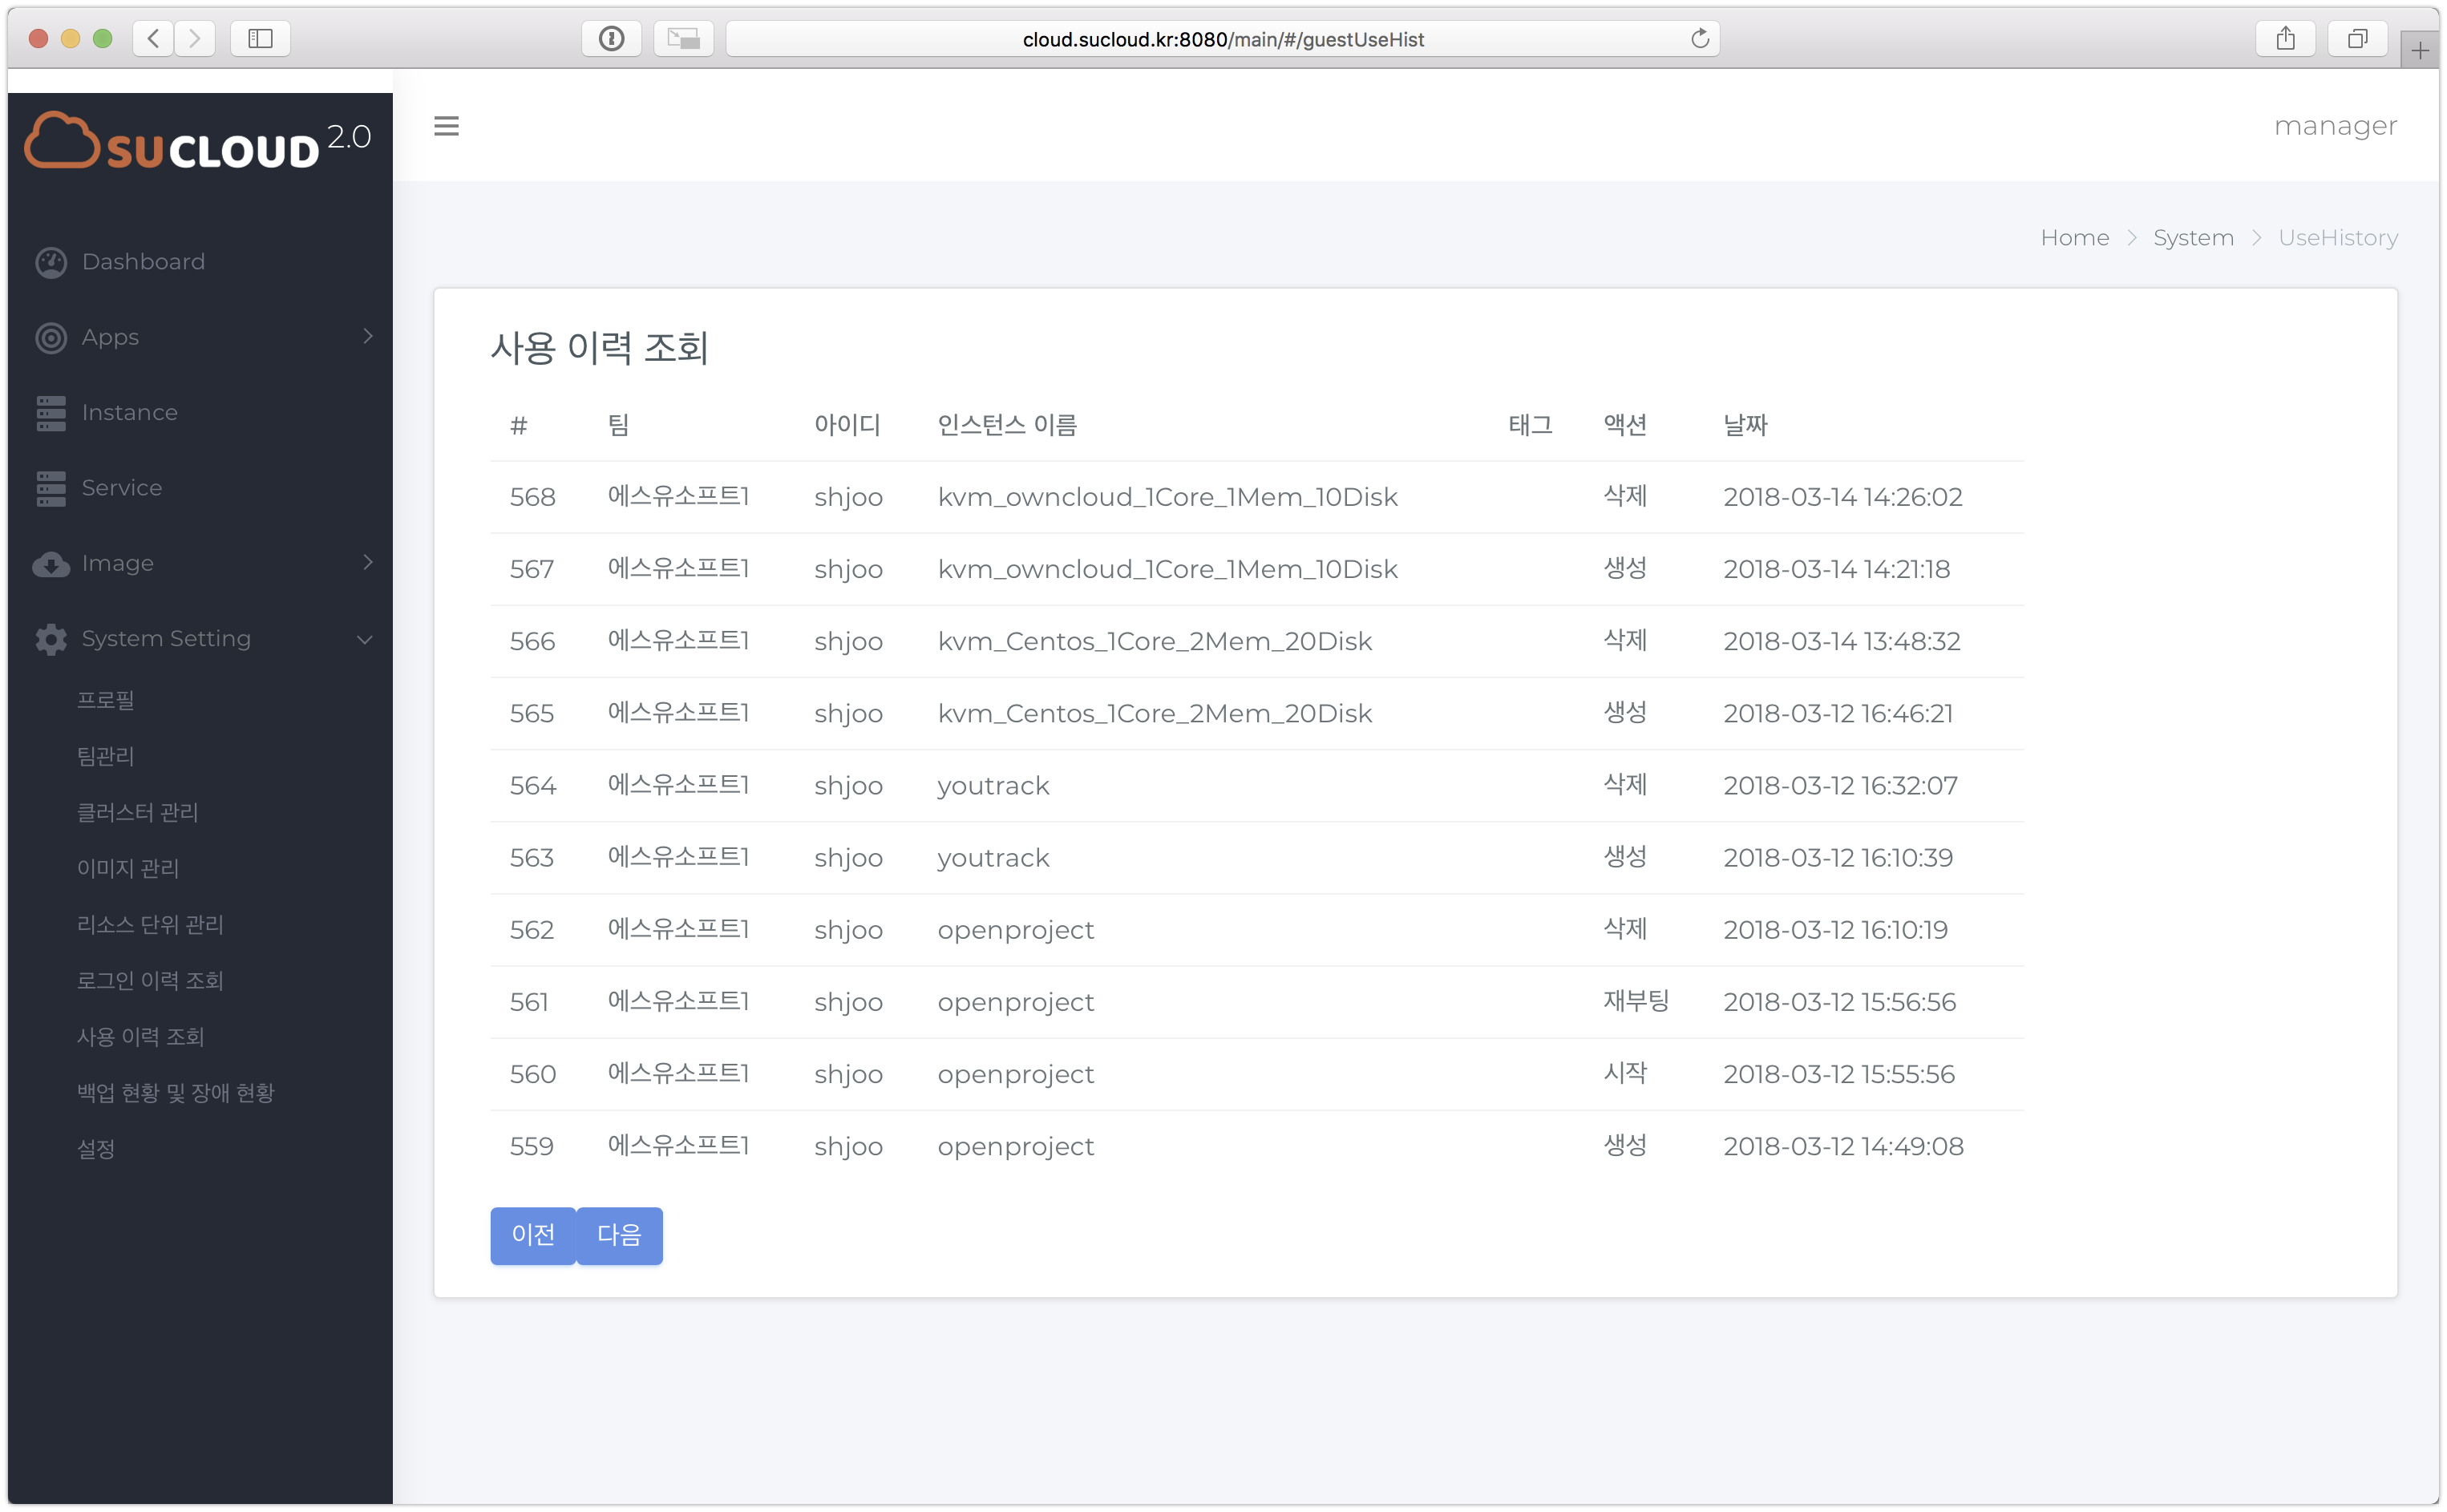 cloud.sucloud.kr:8080/main/#/guestUseHist
SUCLOUD 2.0
manager
Home > System > UseHistory
Dashboard
Apps
Instance
Service
Image
System Setting
프로필
팀관리
클러스터 관리
이미지 관리
리소스 단위 관리
로그인 이력 조회
사용 이력 조회
백업 현황 및 장애 현황
설정
사용 이력 조회
# 팀 아이디 인스턴스 이름 태그 액션 날짜
568 에스유소프트1 shjoo kvm_owncloud_1Core_1Mem_10Disk 삭제 2018-03-14 14:26:02
567 에스유소프트1 shjoo kvm_owncloud_1Core_1Mem_10Disk 생성 2018-03-14 14:21:18
566 에스유소프트1 shjoo kvm_Centos_1Core_2Mem_20Disk 삭제 2018-03-14 13:48:32
565 에스유소프트1 shjoo kvm_Centos_1Core_2Mem_20Disk 생성 2018-03-12 16:46:21
564 에스유소프트1 shjoo youtrack 삭제 2018-03-12 16:32:07
563 에스유소프트1 shjoo youtrack 생성 2018-03-12 16:10:39
562 에스유소프트1 shjoo openproject 삭제 2018-03-12 16:10:19
561 에스유소프트1 shjoo openproject 재부팅 2018-03-12 15:56:56
560 에스유소프트1 shjoo openproject 시작 2018-03-12 15:55:56
559 에스유소프트1 shjoo openproject 생성 2018-03-12 14:49:08
이전 다음